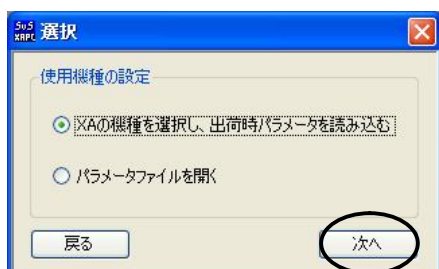 SUS
XAPC 選択
使用機種の設定
XAの機種を選択し、出荷時パラメータを読み込む
パラメータファイルを開く
戻る 次へ